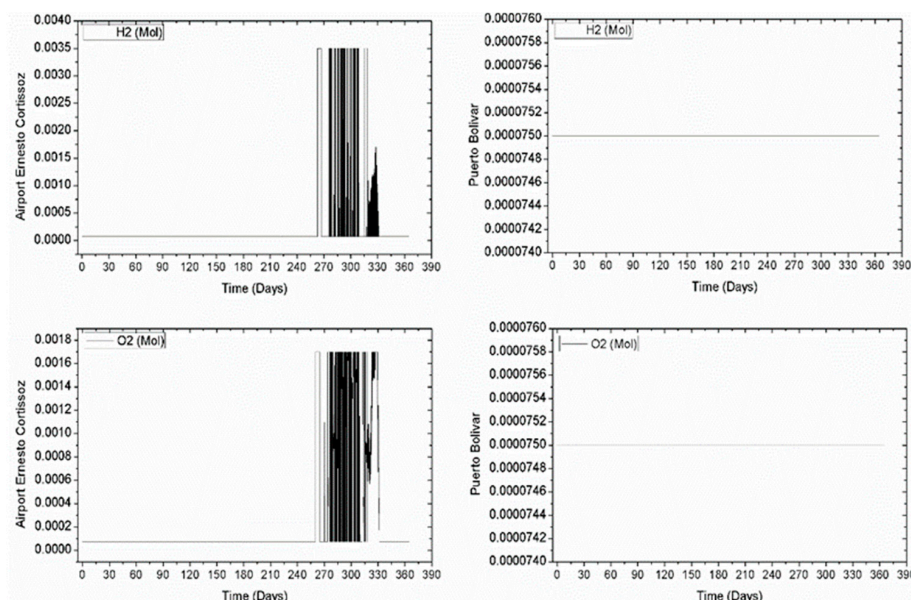 H2 (Mol)
Airport Ernesto Cortissoz
0.0040
0.0035
0.0030
0.0025
0.0020
0.0015
0.0010
0.0005
0.0000
0 30 60 90 120 150 180 210 240 270 300 330 360 390
Time (Days)
H2 (Mol)
Puerto Bolivar
0.0000760
0.0000758
0.0000756
0.0000754
0.0000752
0.0000750
0.0000748
0.0000746
0.0000744
0.0000742
0.0000740
0 30 60 90 120 150 180 210 240 270 300 330 360 390
Time (Days)
O2 (Mol)
Airport Ernesto Cortissoz
0.0018
0.0016
0.0014
0.0012
0.0010
0.0008
0.0006
0.0004
0.0002
0.0000
0 30 60 90 120 150 180 210 240 270 300 330 360 390
Time (Days)
O2 (Mol)
Puerto Bolivar
0.0000760
0.0000758
0.0000756
0.0000754
0.0000752
0.0000750
0.0000748
0.0000746
0.0000744
0.0000742
0.0000740
0 30 60 90 120 150 180 210 240 270 300 330 360 390
Time (Days)